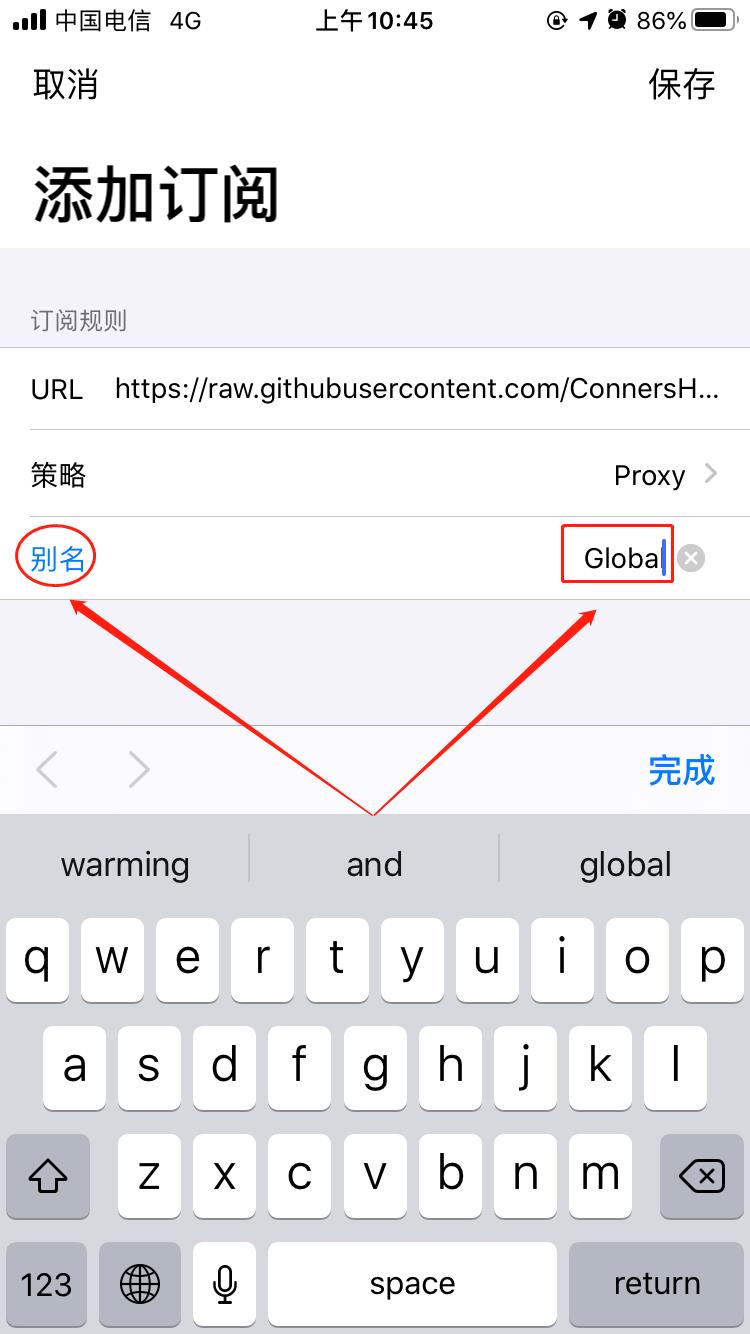 中国电信 4G 上午10:45 86%
取消 保存
添加订阅
订阅规则
URL https://raw.githubusercontent.com/ConnersH...
策略 Proxy
别名 Global
完成
warming and global
q w e r t y u i o p
a s d f g h j k l
z x c v b n m
123 space return